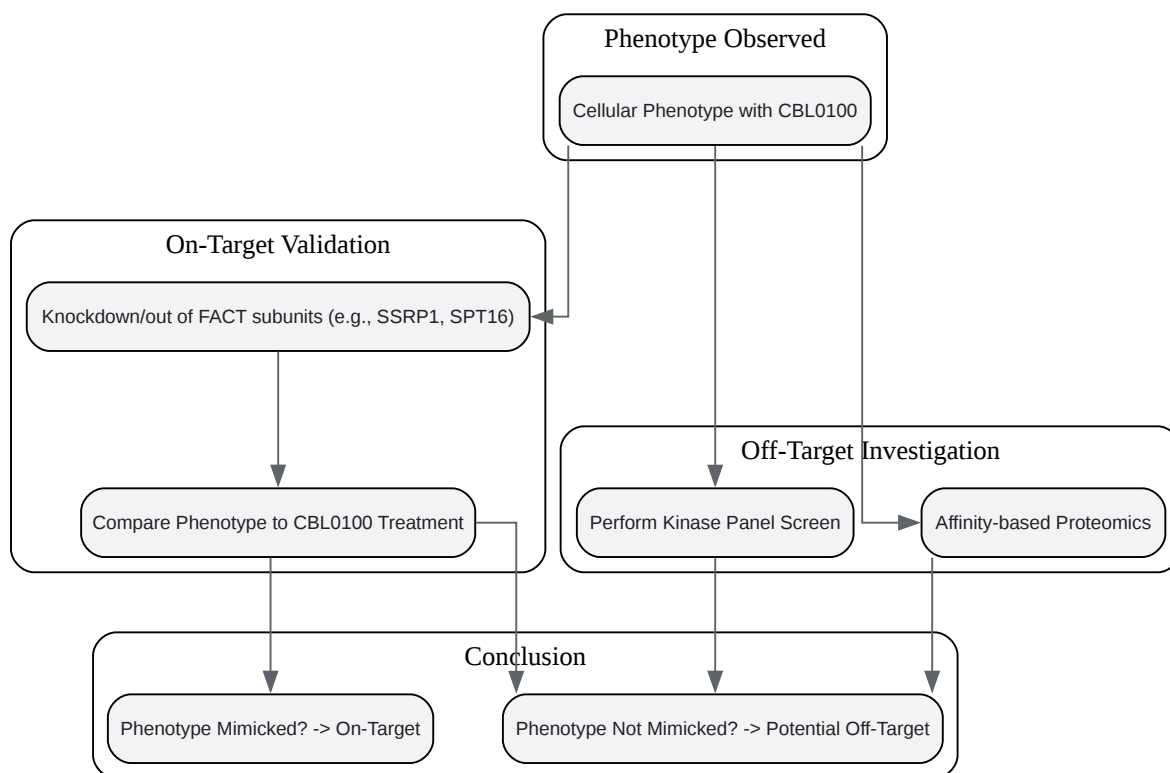 Phenotype Observed
Cellular Phenotype with CBL0100
On-Target Validation
Knockdown/out of FACT subunits (e.g., SSRP1, SPT16)
Compare Phenotype to CBL0100 Treatment
Off-Target Investigation
Perform Kinase Panel Screen
Affinity-based Proteomics
Conclusion
Phenotype Mimicked? -> On-Target
Phenotype Not Mimicked? -> Potential Off-Target